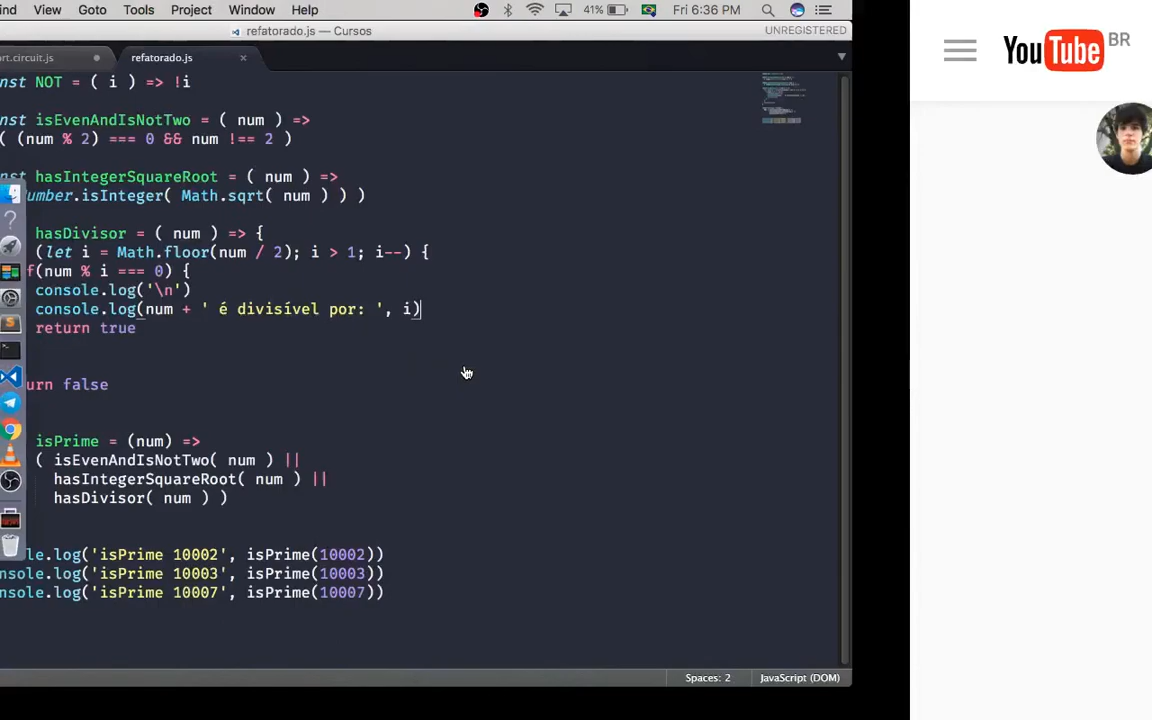 ind View Goto Tools Project Window Help 41% Fri 6:36 PM
refatorado.js — Cursos UNREGISTERED
rt.circuit.js refatorado.js
nst NOT = ( i ) => !i
nst isEvenAndIsNotTwo = ( num ) =>
( (num % 2) === 0 && num !== 2 )
nst hasIntegerSquareRoot = ( num ) =>
umber.isInteger( Math.sqrt( num ) ) )
hasDivisor = ( num ) => {
(let i = Math.floor(num / 2); i > 1; i--) {
f(num % i === 0) {
console.log('\n')
console.log(num + ' é divisível por: ', i)
return true
urn false
isPrime = (num) =>
( isEvenAndIsNotTwo( num ) ||
hasIntegerSquareRoot( num ) ||
hasDivisor( num ) )
le.log('isPrime 10002', isPrime(10002))
nsole.log('isPrime 10003', isPrime(10003))
nsole.log('isPrime 10007', isPrime(10007))
Spaces: 2 JavaScript (DOM)
YouTube BR